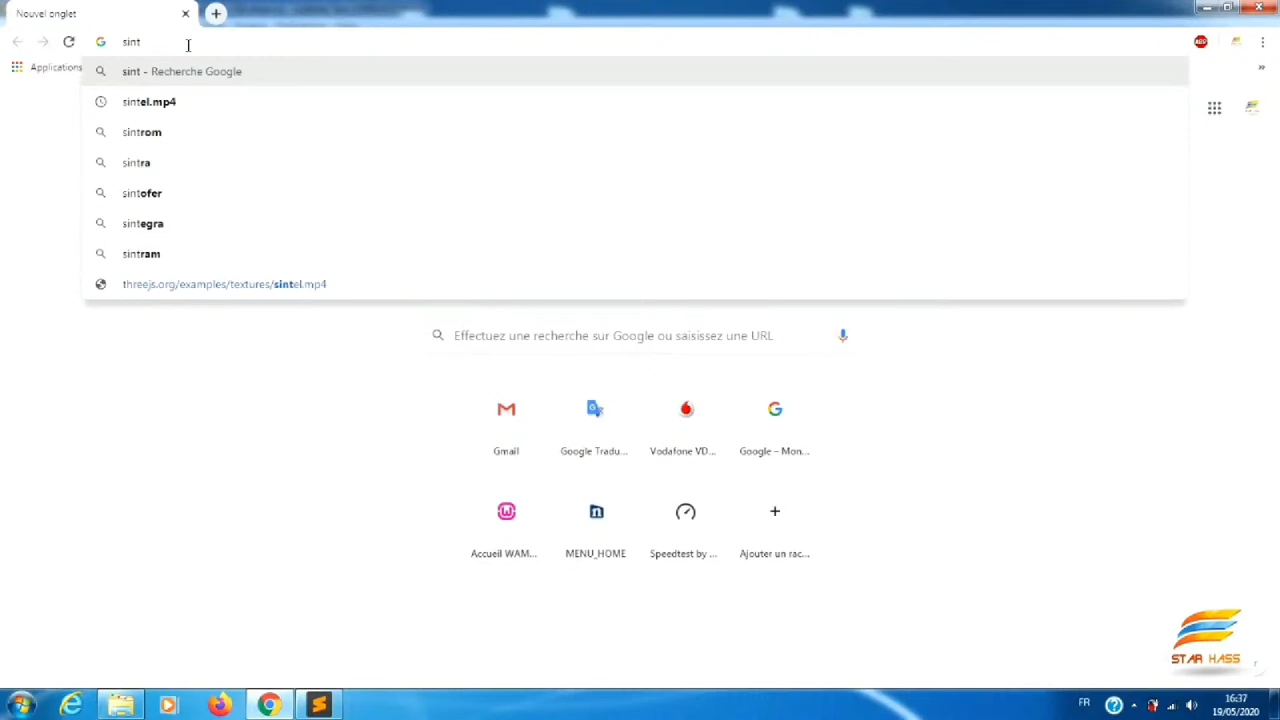 Nouvel onglet
sint
Applications
sint - Recherche Google
sintel.mp4
sintrom
sintra
sintofer
sintegra
sintram
threejs.org/examples/textures/sintel.mp4
Effectuez une recherche sur Google ou saisissez une URL
Gmail
Google Tradu...
Vodafone VD...
Google – Mon...
Accueil WAM...
MENU_HOME
Speedtest by ...
Ajouter un rac...
STAR HASS
FR
16:37
19/05/2020